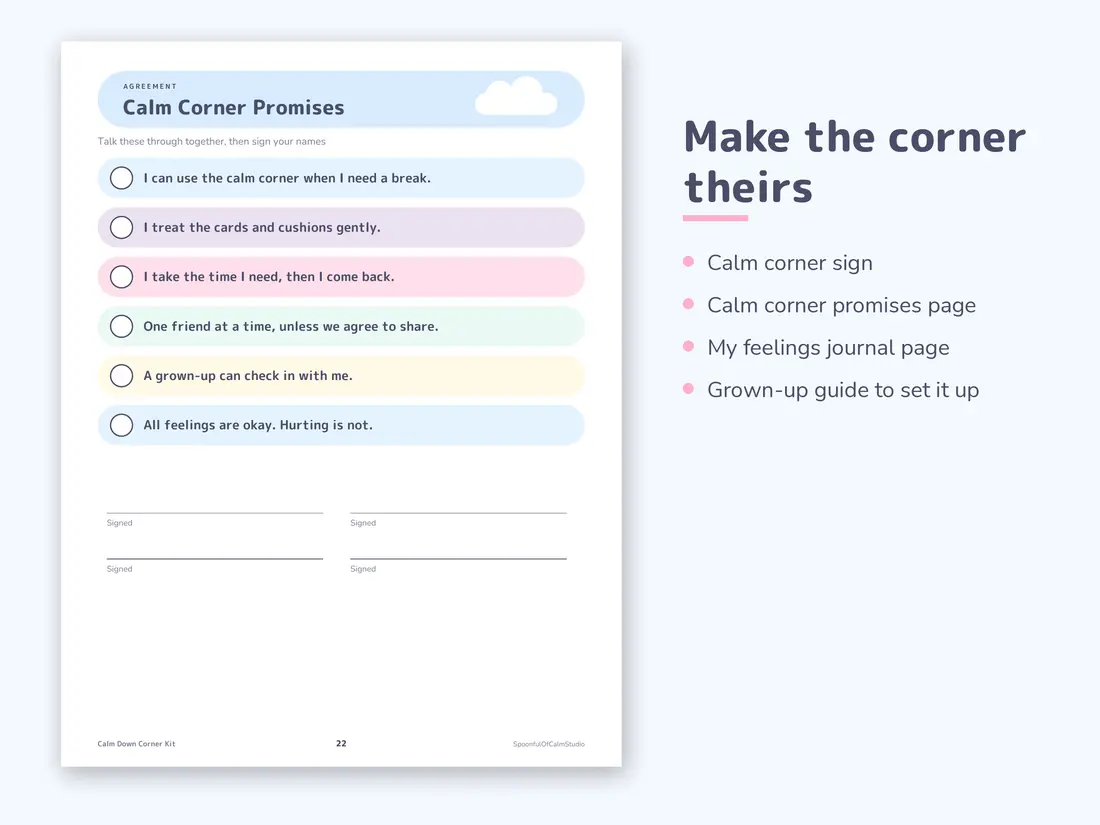 AGREEMENT
Calm Corner Promises
Talk these through together, then sign your names
I can use the calm corner when I need a break.
I treat the cards and cushions gently.
I take the time I need, then I come back.
One friend at a time, unless we agree to share.
A grown-up can check in with me.
All feelings are okay. Hurting is not.
Signed
Signed
Signed
Signed
Calm Down Corner Kit
22
SpoonfulOfCalmStudio
Make the corner
theirs
Calm corner sign
Calm corner promises page
My feelings journal page
Grown-up guide to set it up